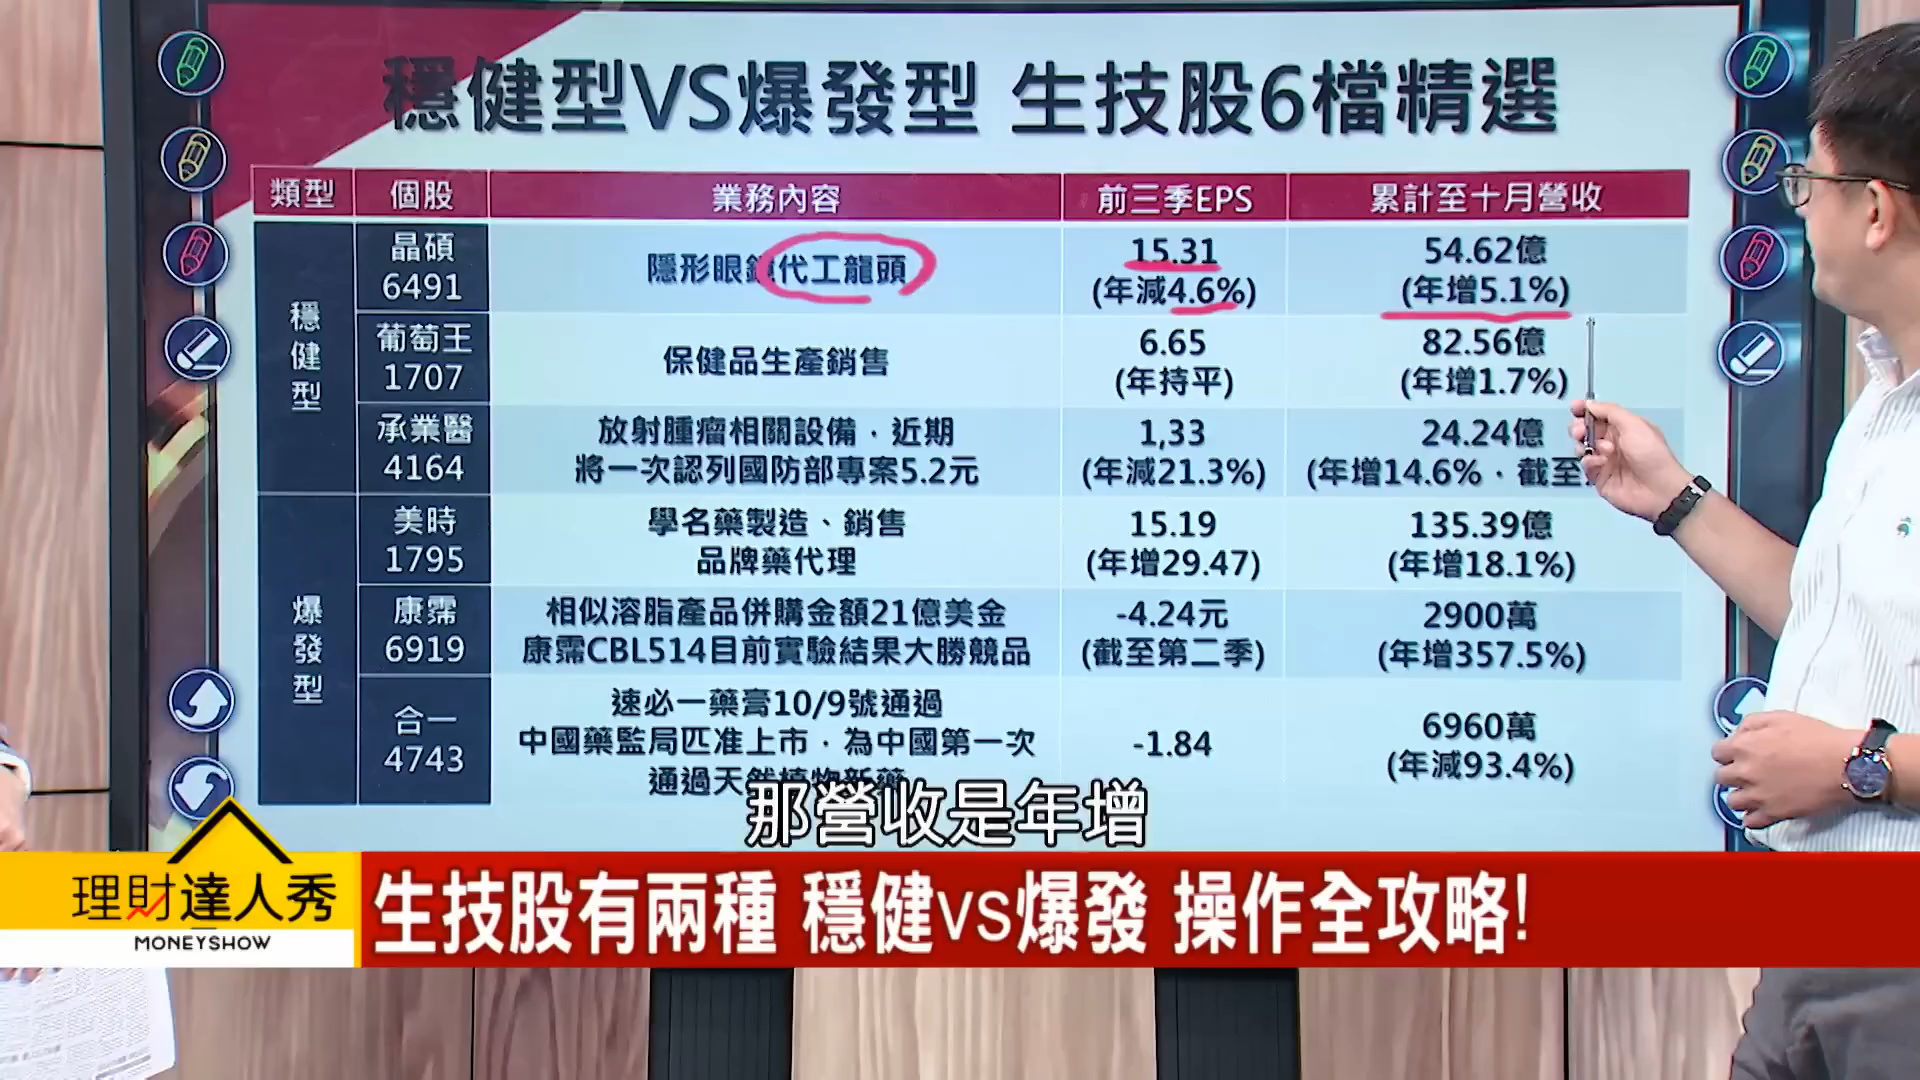 穩健型VS爆發型 生技股6檔精選
類型 個股 業務內容 前三季EPS 累計至十月營收
穩健型
晶碩
6491
隱形眼鏡代工龍頭
15.31
(年減4.6%)
54.62億
(年增5.1%)
葡萄王
1707
保健品生產銷售
6.65
(年持平)
82.56億
(年增1.7%)
承業醫
4164
放射腫瘤相關設備，近期
將一次認列國防部專案5.2元
1,33
(年減21.3%)
24.24億
(年增14.6%，截至
爆發型
美時
1795
學名藥製造、銷售
品牌藥代理
15.19
(年增29.47)
135.39億
(年增18.1%)
康霈
6919
相似溶脂產品併購金額21億美金
康霈CBL514目前實驗結果大勝競品
-4.24元
(截至第二季)
2900萬
(年增357.5%)
合一
4743
速必一藥膏10/9號通過
中國藥監局匹准上市，為中國第一次
通過天然植物新藥
-1.84
6960萬
(年減93.4%)
那營收是年增
理財達人秀
MONEYSHOW
生技股有兩種 穩健VS爆發 操作全攻略!